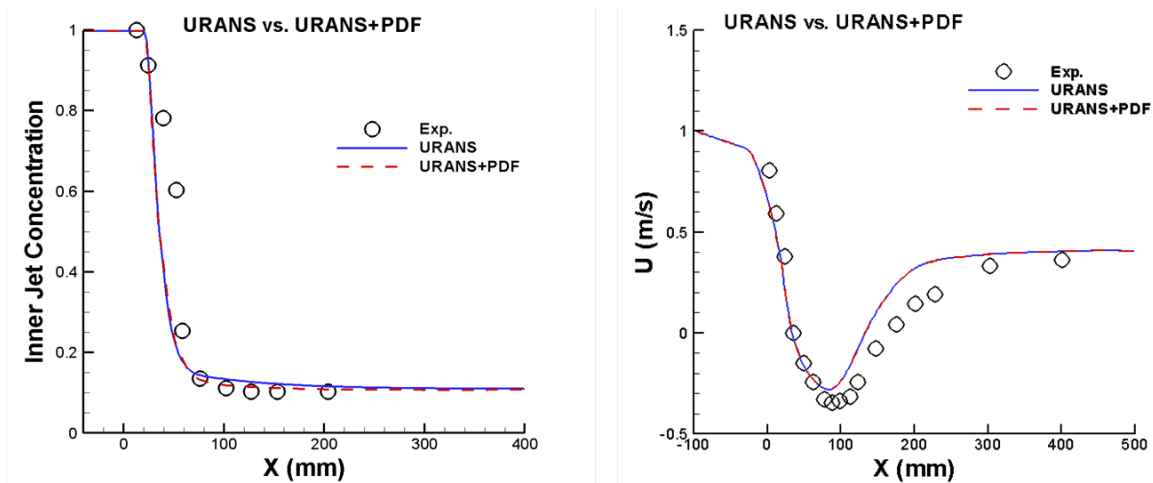 URANS vs. URANS+PDF
Inner Jet Concentration
1
0.8
0.6
0.4
0.2
0
Exp.
URANS
URANS+PDF
0
100
200
300
400
X (mm)
URANS vs. URANS+PDF
U (m/s)
1.5
1
0.5
0
-0.5
Exp.
URANS
URANS+PDF
-100
0
100
200
300
400
500
X (mm)